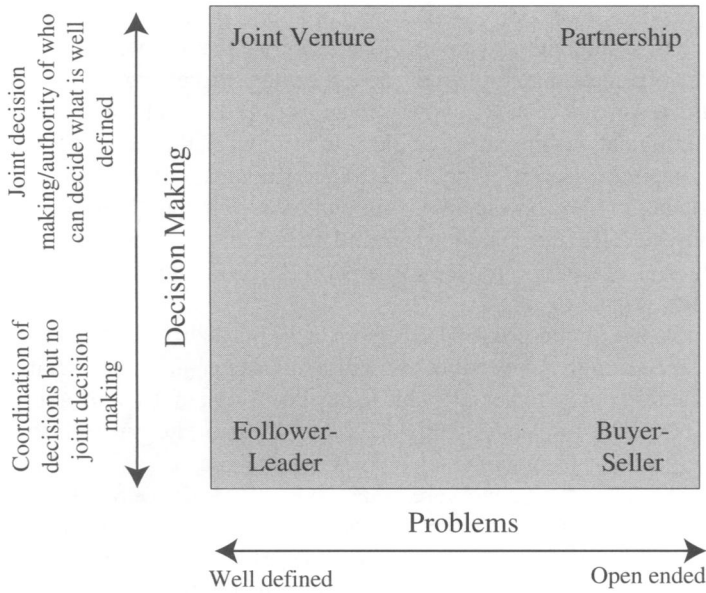 Joint Venture
Partnership
Joint decision
making/authority of who
can decide what is well
defined
Decision Making
Coordination of
decisions but no
joint decision
making
Follower-
Leader
Buyer-
Seller
Problems
Well defined
Open ended